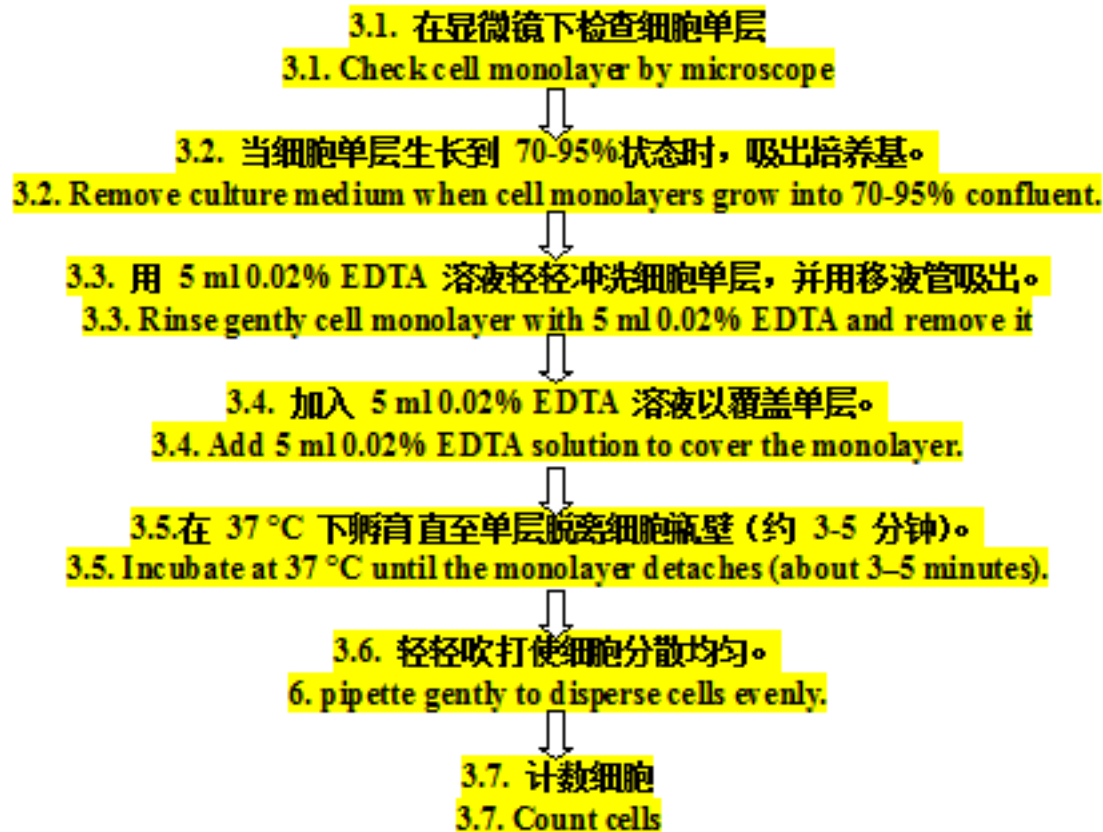 3.1. 在显微镜下检查细胞单层
3.1. Check cell monolayer by microscope
3.2. 当细胞单层生长到 70-95%状态时，吸出培养基。
3.2. Remove culture medium when cell monolayers grow into 70-95% confluent.
3.3. 用 5 ml 0.02% EDTA 溶液轻轻冲洗细胞单层，并用移液管吸出。
3.3. Rinse gently cell monolayer with 5 ml 0.02% EDTA and remove it
3.4. 加入 5 ml 0.02% EDTA 溶液以覆盖单层。
3.4. Add 5 ml 0.02% EDTA solution to cover the monolayer.
3.5.在 37 °C 下孵育直至单层脱离细胞瓶壁（约 3-5 分钟）。
3.5. Incubate at 37 °C until the monolayer detaches (about 3–5 minutes).
3.6. 轻轻吹打使细胞分散均匀。
6. pipette gently to disperse cells evenly.
3.7. 计数细胞
3.7. Count cells